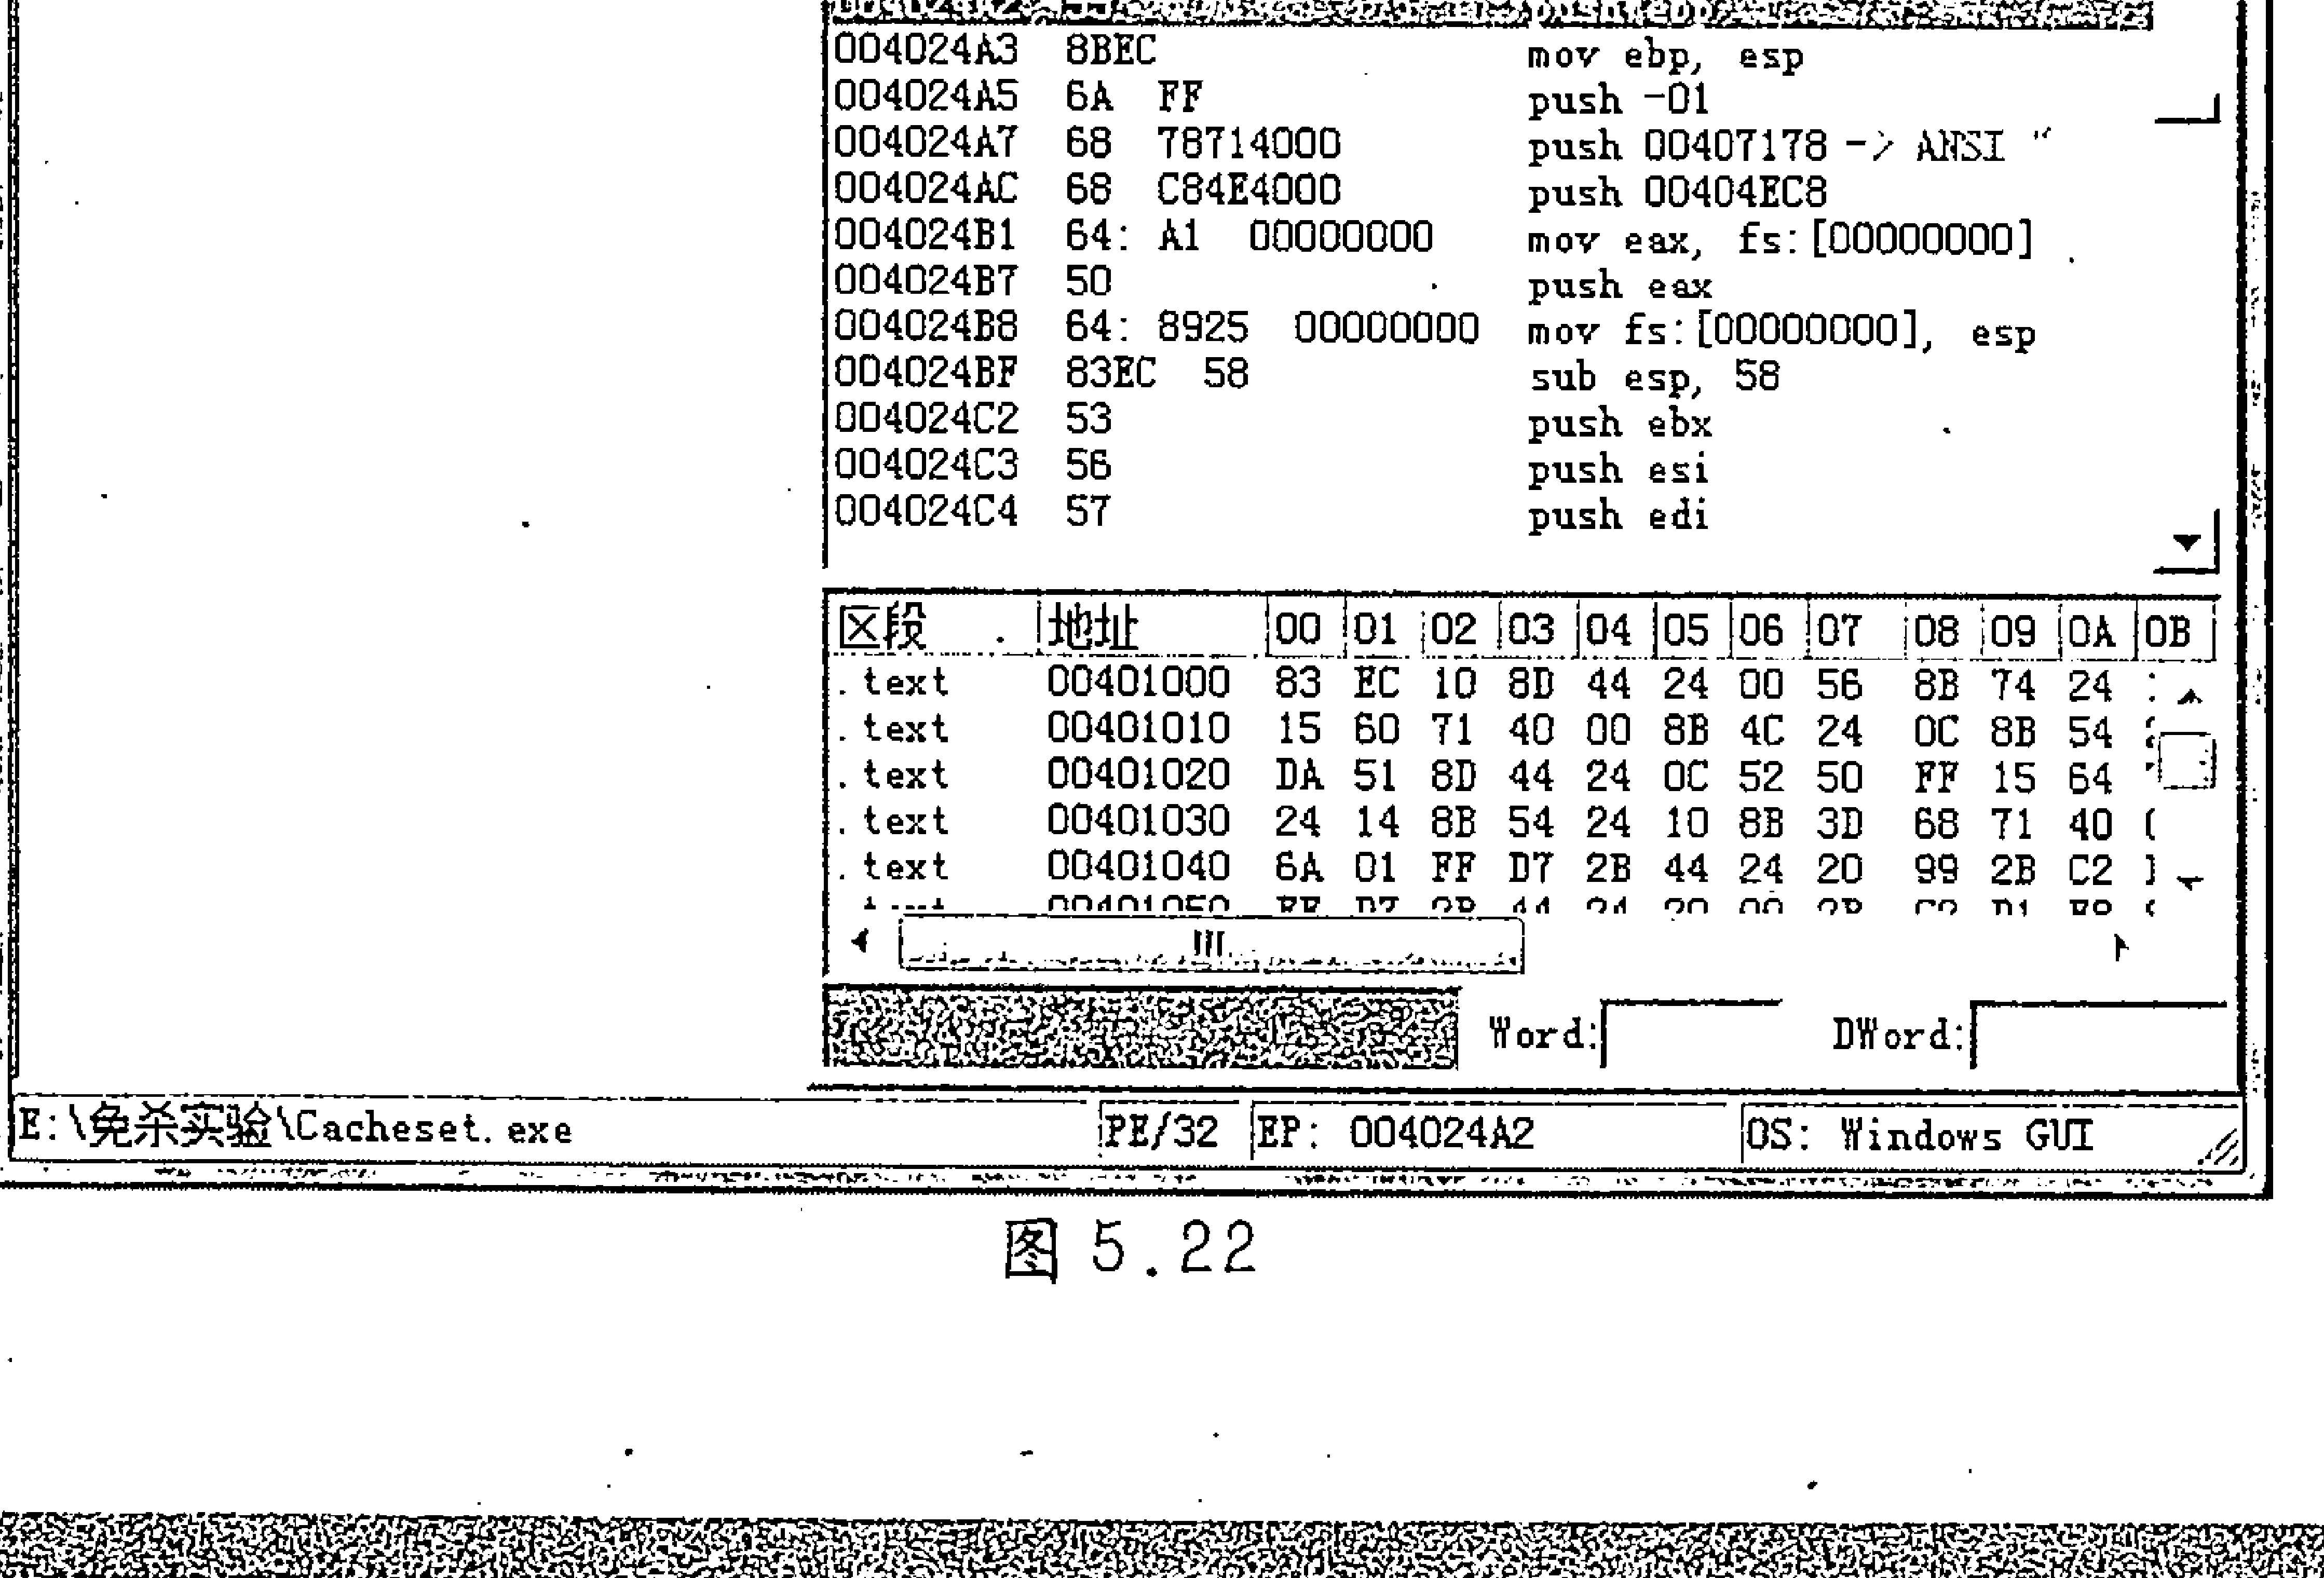 004024A2 55 push ebp
004024A3 8BEC mov ebp, esp
004024A5 6A FF push -01
004024A7 68 78714000 push 00407178 -> ANSI "
004024AC 68 C84E4000 push 00404EC8
004024B1 64: A1 00000000 mov eax, fs:[00000000]
004024B7 50 push eax
004024B8 64: 8925 00000000 mov fs:[00000000], esp
004024BF 83EC 58 sub esp, 58
004024C2 53 push ebx
004024C3 56 push esi
004024C4 57 push edi
区段 地址 00 01 02 03 04 05 06 07 08 09 0A 0B
.text 00401000 83 EC 10 8D 44 24 00 56 8B 74 24
.text 00401010 15 60 71 40 00 8B 4C 24 0C 8B 54
.text 00401020 DA 51 8D 44 24 0C 52 50 FF 15 64
.text 00401030 24 14 8B 54 24 10 8B 3D 68 71 40
.text 00401040 6A 01 FF D7 2B 44 24 20 99 2B C2
Word: DWord:
E:\免杀实验\Cacheset.exe PE/32 EP: 004024A2 OS: Windows GUI
图 5.22